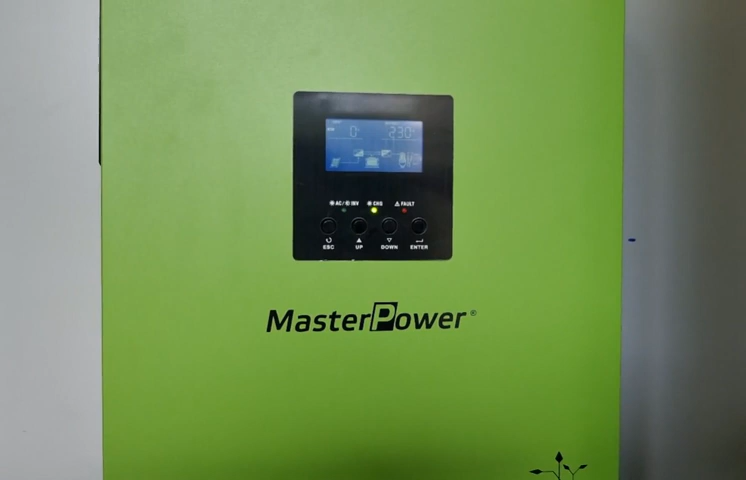 0
230
AC/ INV CHG FAULT
ESC UP DOWN ENTER
MasterPower®